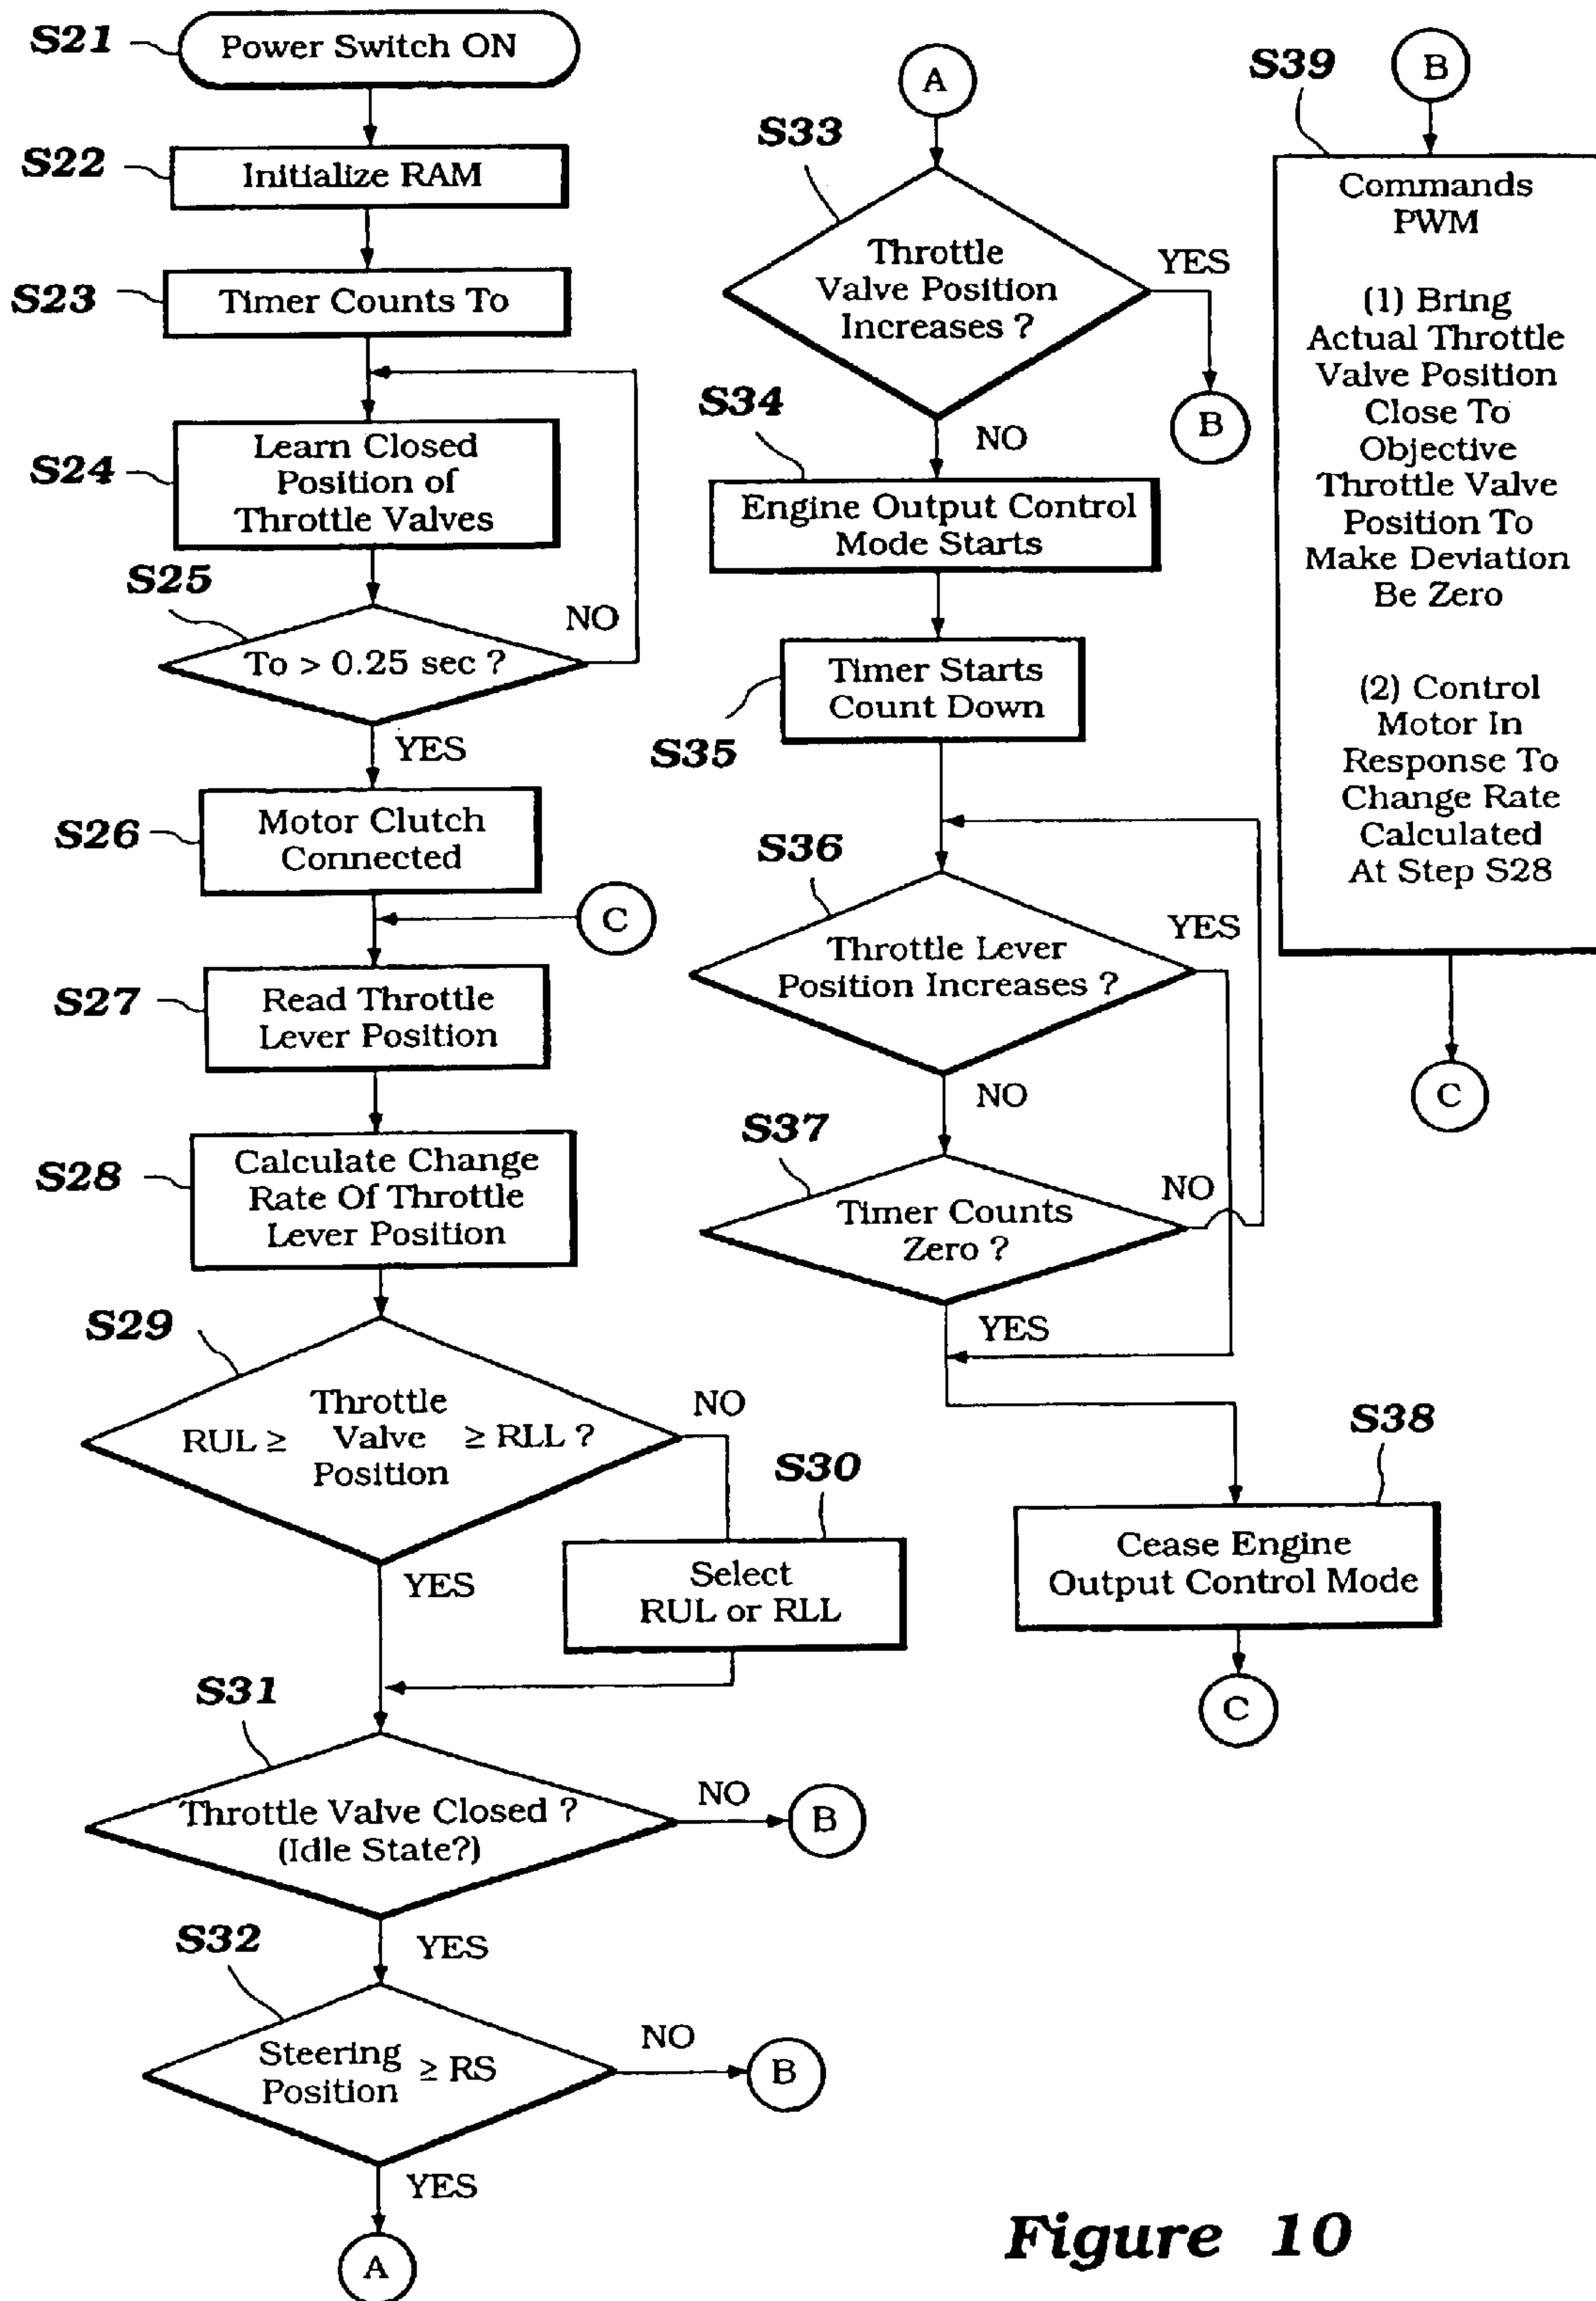 S21
Power Switch ON
S22
Initialize RAM
S23
Timer Counts To
S24
Learn Closed
Position of
Throttle Valves
S25
To > 0.25 sec ?
NO
YES
S26
Motor Clutch
Connected
C
S27
Read Throttle
Lever Position
S28
Calculate Change
Rate Of Throttle
Lever Position
S29
RUL ≥ Throttle Valve Position ≥ RLL ?
NO
YES
S30
Select
RUL or RLL
S31
Throttle Valve Closed ?
(Idle State?)
NO
B
YES
S32
Steering
Position ≥ RS
NO
B
YES
A
A
S33
Throttle
Valve Position
Increases ?
YES
B
NO
S34
Engine Output Control
Mode Starts
S35
Timer Starts
Count Down
S36
Throttle Lever
Position Increases ?
YES
NO
S37
Timer Counts
Zero ?
NO
YES
S38
Cease Engine
Output Control Mode
C
S39
B
Commands
PWM
(1) Bring
Actual Throttle
Valve Position
Close To
Objective
Throttle Valve
Position To
Make Deviation
Be Zero
(2) Control
Motor In
Response To
Change Rate
Calculated
At Step S28
C
Figure 10